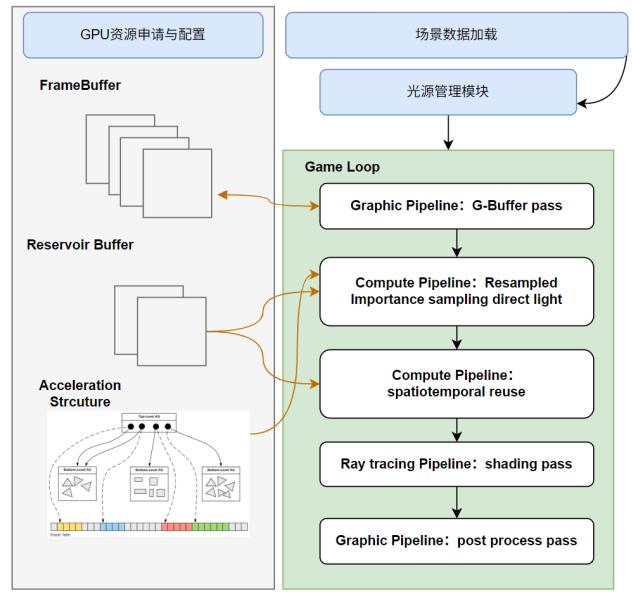 GPU资源申请与配置
场景数据加载
FrameBuffer
光源管理模块
Game Loop
Graphic Pipeline：G-Buffer pass
Reservoir Buffer
Compute Pipeline：Resampled
Importance sampling direct light
Compute Pipeline：
spatiotemporal reuse
Acceleration
Strcuture
Top-Level AS
Bottom-Level AS
Bottom-Level AS
Bottom-Level AS
Shader Table
Ray tracing Pipeline：shading pass
Graphic Pipeline：post process pass